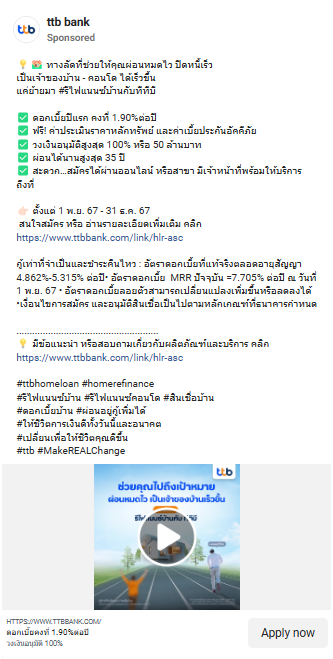 ttb bank
Sponsored
💡 🏘️ ทางลัดที่ช่วยให้คุณผ่อนหมดไว ปิดหนี้เร็ว
เป็นเจ้าของบ้าน - คอนโด ได้เร็วขึ้น
แค่ย้ายมา #รีไฟแนนซ์บ้านกับทีทีบี
✅ ดอกเบี้ยปีแรก คงที่ 1.90%ต่อปี
✅ ฟรี! ค่าประเมินราคาหลักทรัพย์ และค่าเบี้ยประกันอัคคีภัย
✅ วงเงินอนุมัติสูงสุด 100% หรือ 50 ล้านบาท
✅ ผ่อนได้นานสูงสุด 35 ปี
✅ สะดวก...สมัครได้ผ่านออนไลน์ หรือสาขา มีเจ้าหน้าที่พร้อมให้บริการ
ถึงที่
👉🏻 ตั้งแต่ 1 พ.ย. 67 - 31 ธ.ค. 67
สนใจสมัคร หรือ อ่านรายละเอียดเพิ่มเติม คลิก
https://www.ttbbank.com/link/hlr-asc
กู้เท่าที่จำเป็นและชำระคืนไหว : อัตราดอกเบี้ยที่แท้จริงตลอดอายุสัญญา
4.862%-5.315% ต่อปี• อัตราดอกเบี้ย MRR ปัจจุบัน =7.705% ต่อปี ณ วันที่
1 พ.ย. 67 • อัตราดอกเบี้ยลอยตัวสามารถเปลี่ยนแปลงเพิ่มขึ้นหรือลดลงได้
•เงื่อนไขการสมัคร และอนุมัติสินเชื่อเป็นไปตามหลักเกณฑ์ที่ธนาคารกำหนด
........................................................
💡 มีข้อแนะนำ หรือสอบถามเกี่ยวกับผลิตภัณฑ์และบริการ คลิก
https://www.ttbbank.com/link/hlr-asc
#ttbhomeloan #homerefinance
#รีไฟแนนซ์บ้าน #รีไฟแนนซ์คอนโด #สินเชื่อบ้าน
#ดอกเบี้ยบ้าน #ผ่อนอยู่กู้เพิ่มได้
#ให้ชีวิตการเงินดีทั้งวันนี้และอนาคต
#เปลี่ยนเพื่อให้ชีวิตคุณดีขึ้น
#ttb #MakeREALChange
ttb
ช่วยคุณไปถึงเป้าหมาย
ผ่อนหมดไว เป็นเจ้าของบ้านเร็วขึ้น
HTTPS://WWW.TTBBANK.COM/
ดอกเบี้ยคงที่ 1.90%ต่อปี
วงเงินอนุมัติ 100%
Apply now